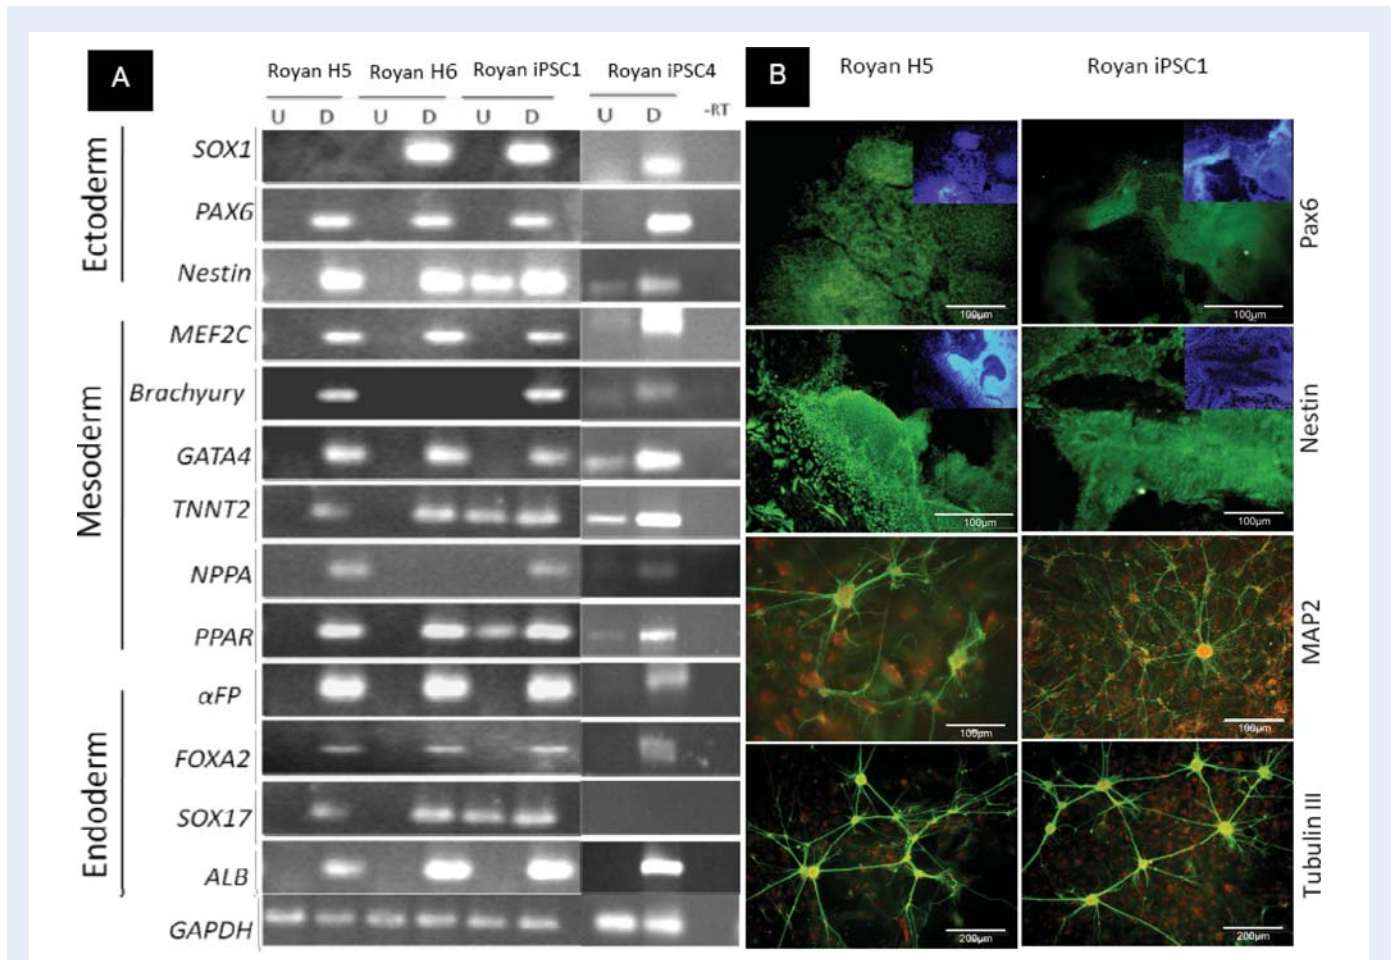 A
Royan H5 Royan H6 Royan iPSC1 Royan iPSC4
U D U D U D U D -RT
Ectoderm
SOX1
PAX6
Nestin
Mesoderm
MEF2C
Brachyury
GATA4
TNNT2
NPPA
PPAR
Endoderm
αFP
FOXA2
SOX17
ALB
GAPDH
B
Royan H5 Royan iPSC1
Pax6
100µm 100µm
Nestin
100µm 100µm
MAP2
100µm 100µm
Tubulin III
200µm 200µm